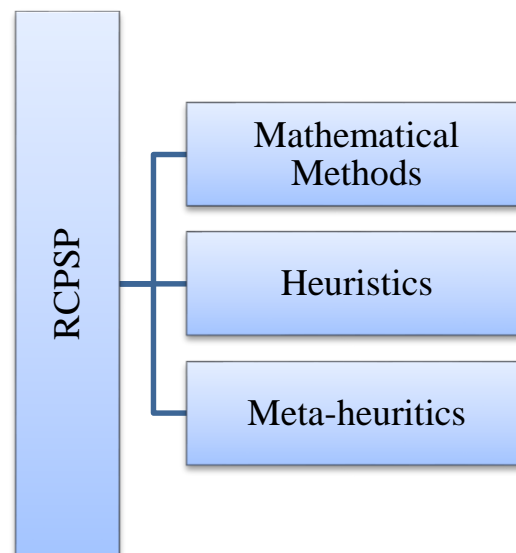 RCPSP
Mathematical
Methods
Heuristics
Meta-heuritics